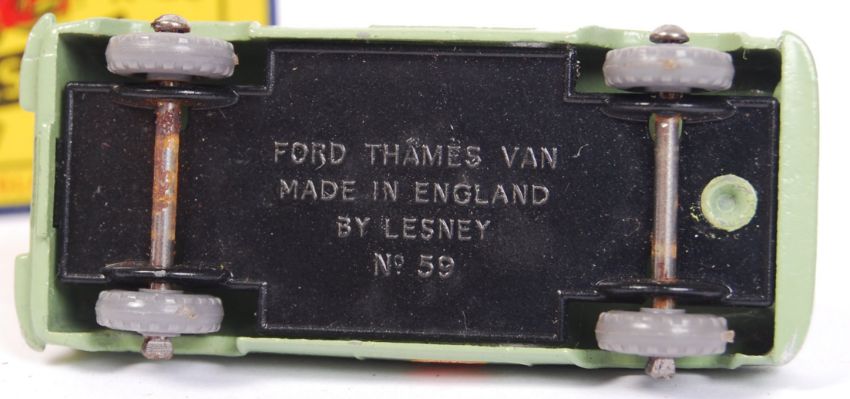 FORD THAMES VAN
MADE IN ENGLAND
BY LESNEY
Nº 59